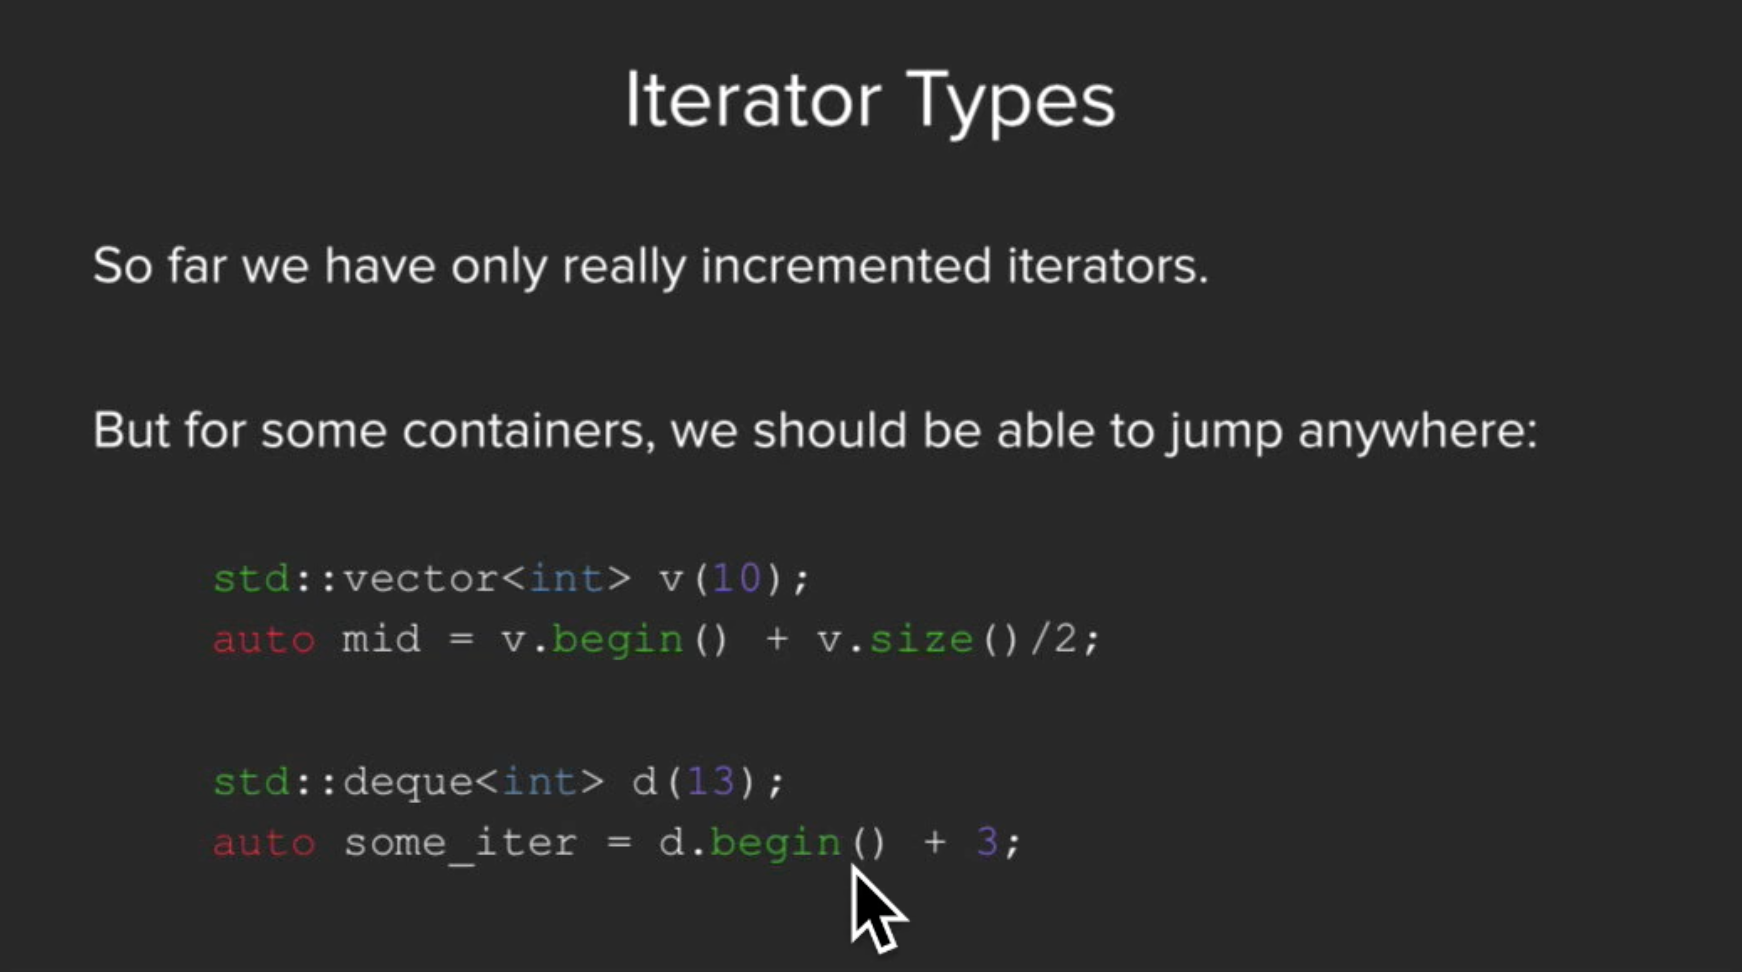 Iterator Types
So far we have only really incremented iterators.
But for some containers, we should be able to jump anywhere:
std::vector<int> v(10);
auto mid = v.begin() + v.size()/2;
std::deque<int> d(13);
auto some_iter = d.begin() + 3;